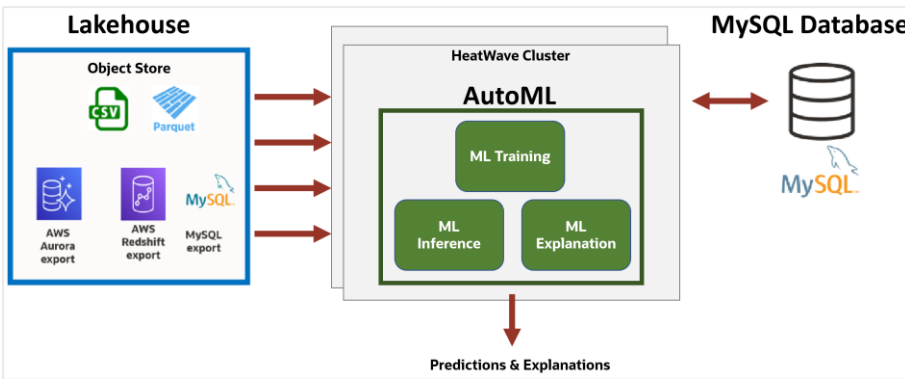 Lakehouse
Object Store
CSV
Parquet
AWS
Aurora
export
AWS
Redshift
export
MySQL
MySQL
export
HeatWave Cluster
AutoML
ML Training
ML
Inference
ML
Explanation
Predictions & Explanations
MySQL Database
MySQL